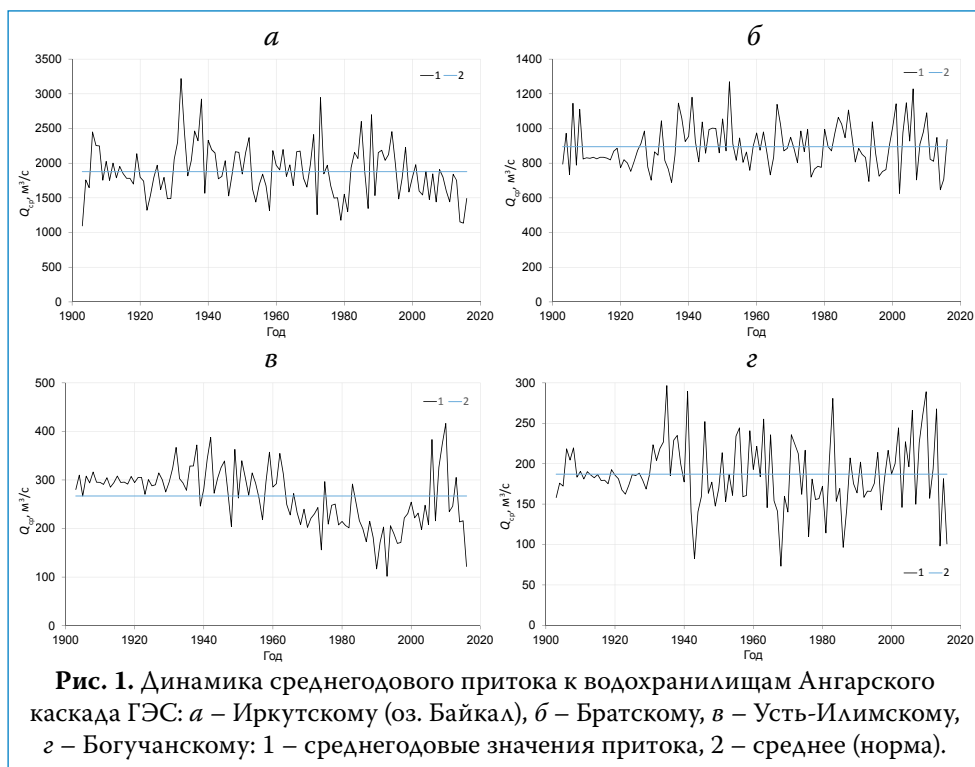 а
б
3500
3000
2500
2000
1500
1000
500
0
Qср, м³/с
1900 1920 1940 1960 1980 2000 2020
Год
1 2
1400
1200
1000
800
600
400
200
0
Qср, м³/с
1900 1920 1940 1960 1980 2000 2020
Год
1 2
в
г
500
400
300
200
100
0
Qср, м³/с
1900 1920 1940 1960 1980 2000 2020
Год
1 2
300
250
200
150
100
50
0
Qср, м³/с
1900 1920 1940 1960 1980 2000 2020
Год
1 2
Рис. 1. Динамика среднегодового притока к водохранилищам Ангарского
каскада ГЭС: а – Иркутскому (оз. Байкал), б – Братскому, в – Усть-Илимскому,
г – Богучанскому: 1 – среднегодовые значения притока, 2 – среднее (норма).